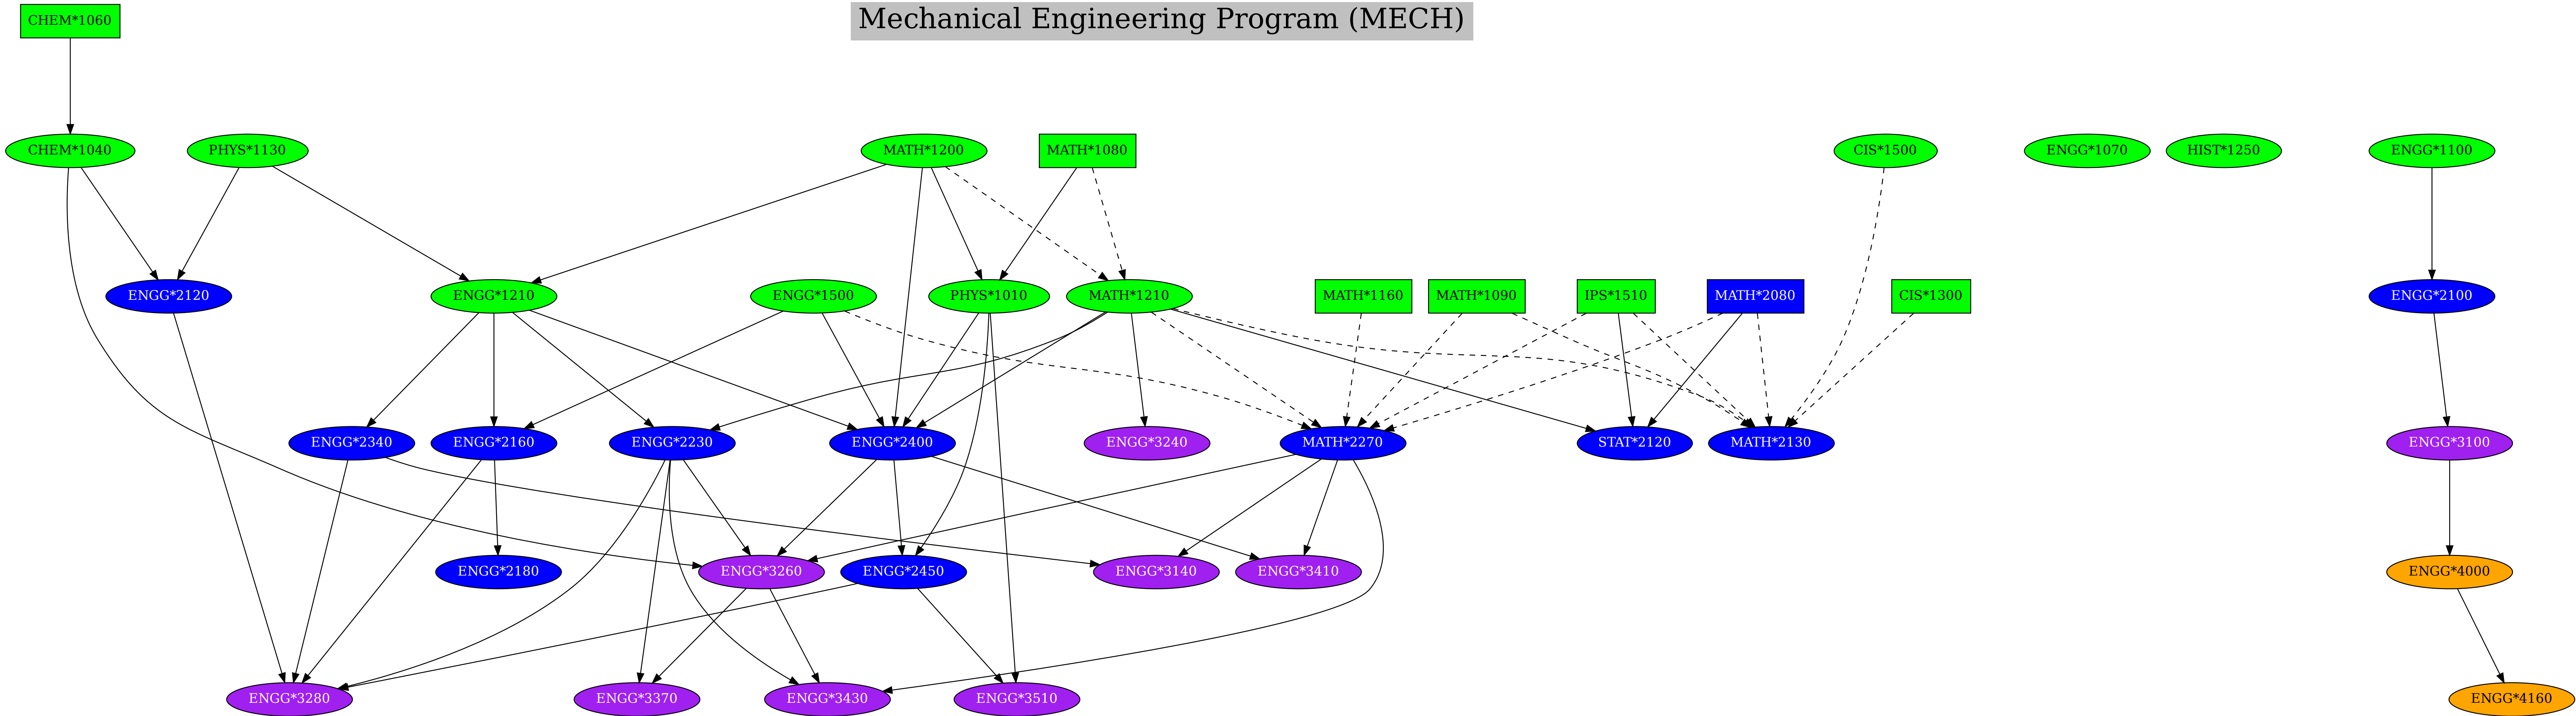 CHEM*1060
Mechanical Engineering Program (MECH)
CHEM*1040
PHYS*1130
MATH*1200
MATH*1080
CIS*1500
ENGG*1070
HIST*1250
ENGG*1100
ENGG*2120
ENGG*1210
ENGG*1500
PHYS*1010
MATH*1210
MATH*1160
MATH*1090
IPS*1510
MATH*2080
CIS*1300
ENGG*2100
ENGG*2340
ENGG*2160
ENGG*2230
ENGG*2400
ENGG*3240
MATH*2270
STAT*2120
MATH*2130
ENGG*3100
ENGG*2180
ENGG*3260
ENGG*2450
ENGG*3140
ENGG*3410
ENGG*4000
ENGG*3280
ENGG*3370
ENGG*3430
ENGG*3510
ENGG*4160